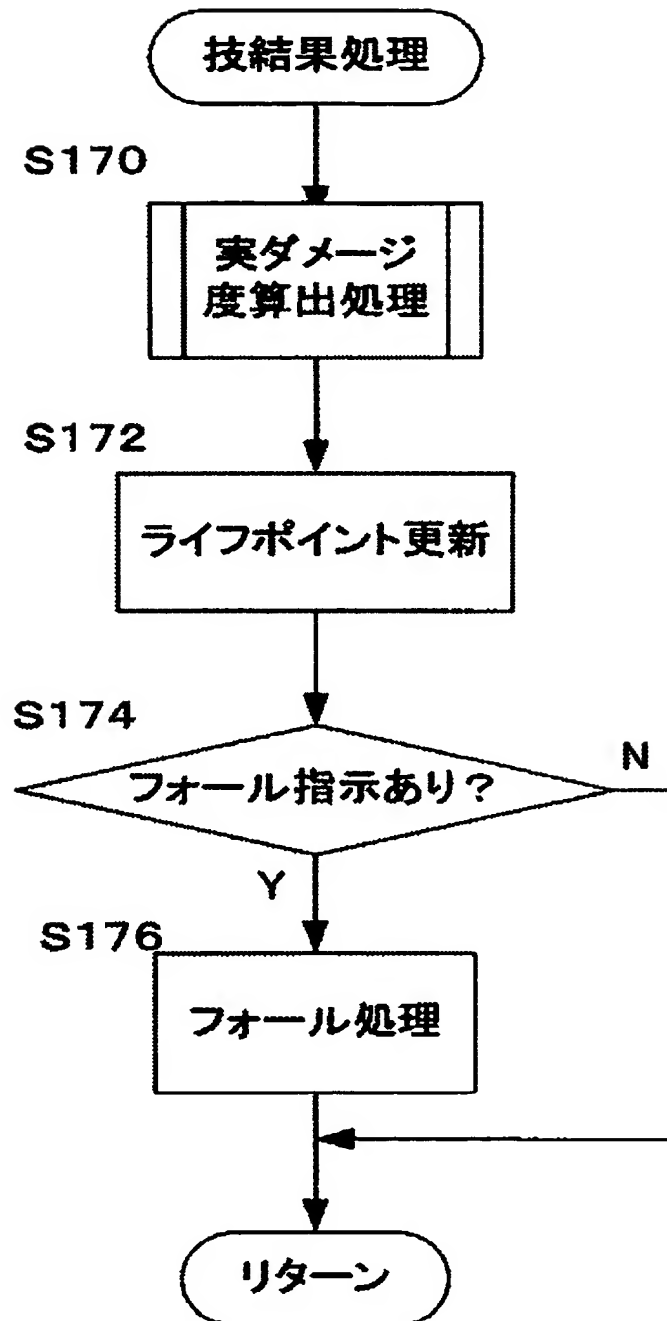 技結果処理
S170
実ダメージ
度算出処理
S172
ライフポイント更新
S174
フォール指示あり?
N
Y
S176
フォール処理
リターン